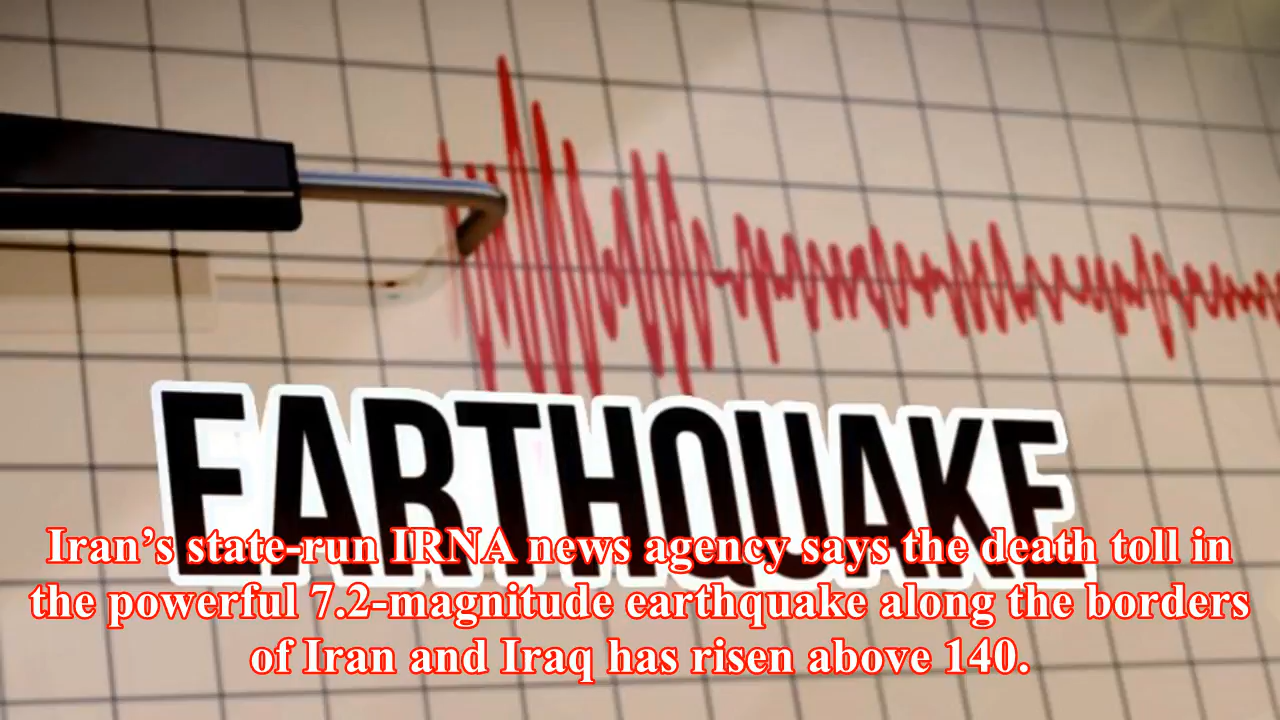 EARTHQUAKE
Iran’s state-run IRNA news agency says the death toll in
the powerful 7.2-magnitude earthquake along the borders
of Iran and Iraq has risen above 140.